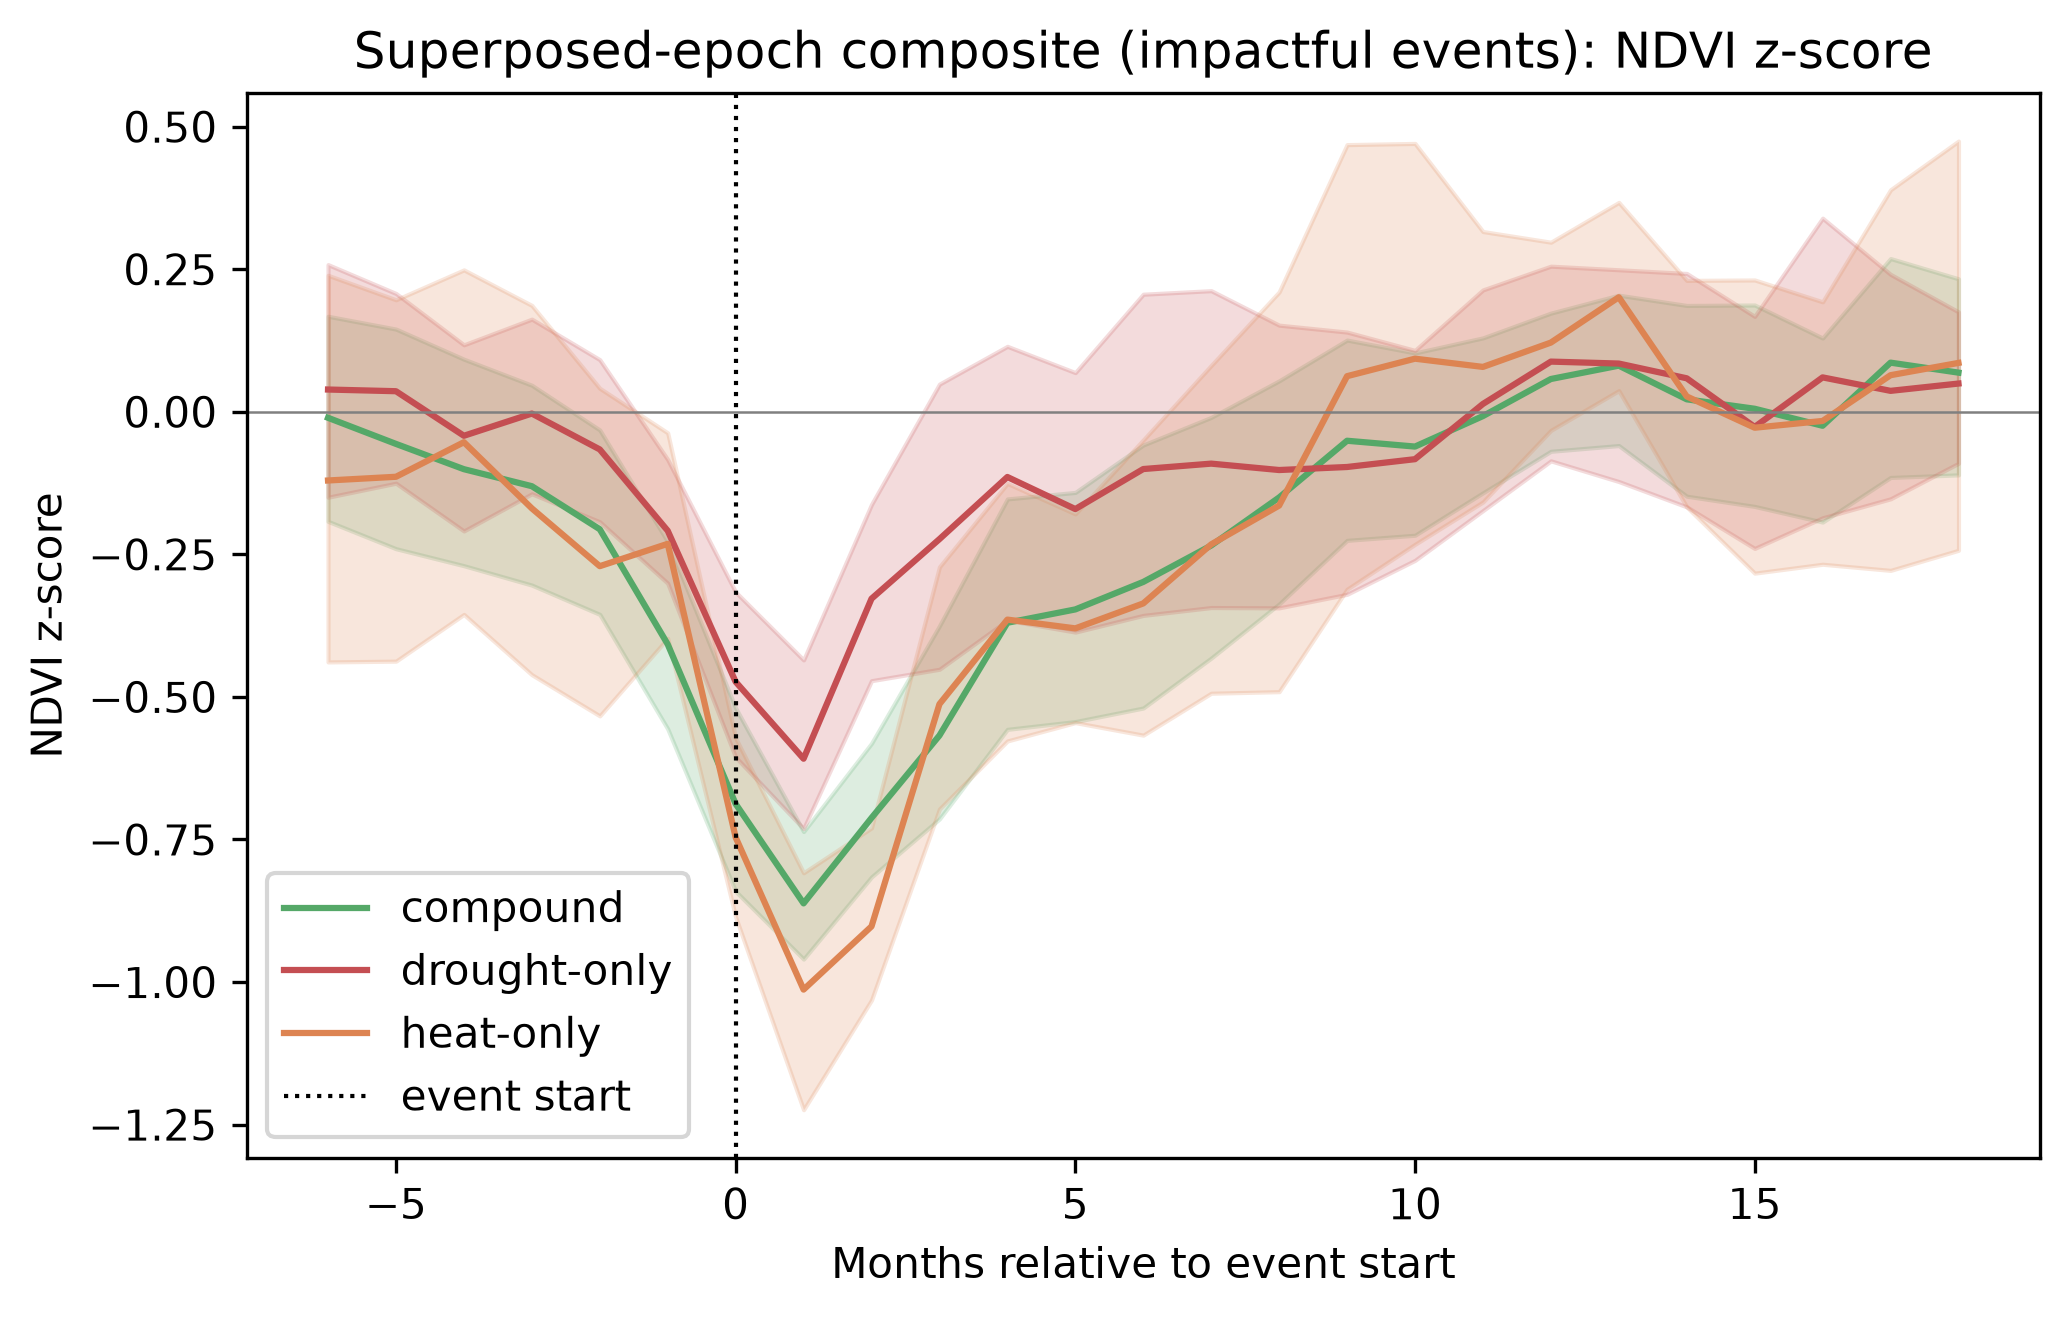 Superposed-epoch composite (impactful events): NDVI z-score
NDVI z-score
0.50
0.25
0.00
−0.25
−0.50
−0.75
−1.00
−1.25
compound
drought-only
heat-only
event start
−5
0
5
10
15
Months relative to event start